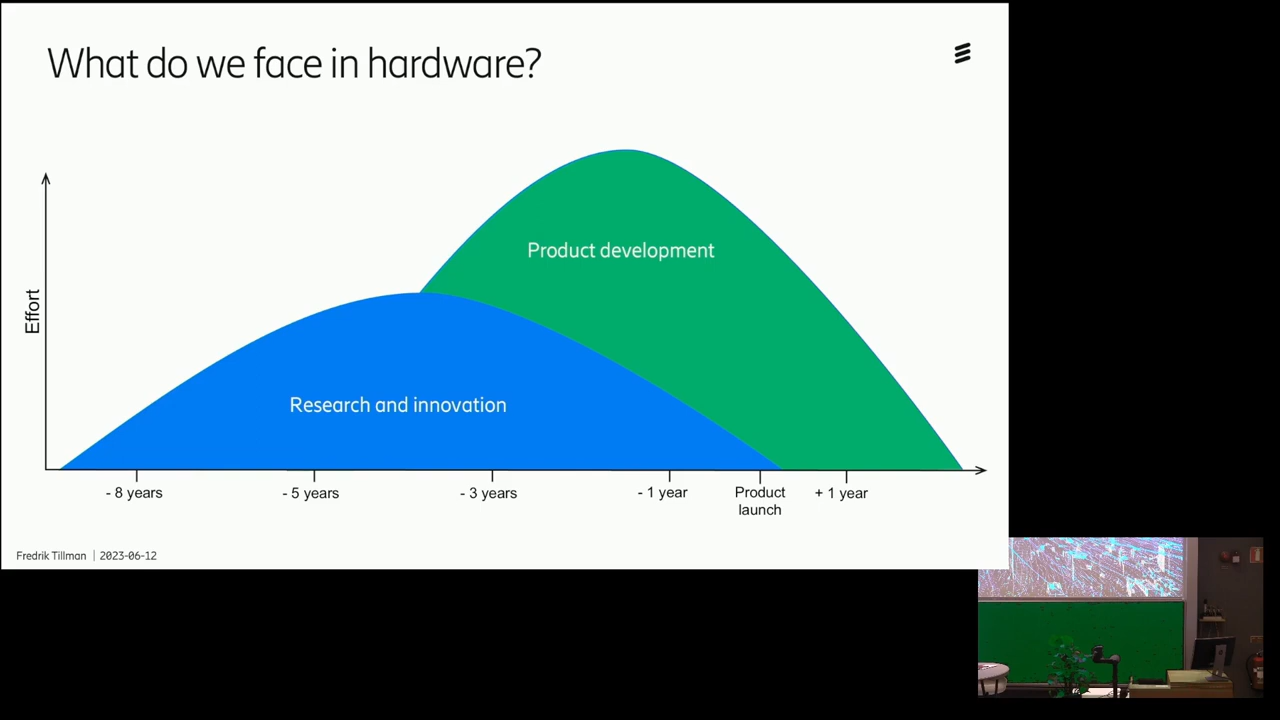 What do we face in hardware?
Effort
Product development
Research and innovation
- 8 years
- 5 years
- 3 years
- 1 year
Product
launch
+ 1 year
Fredrik Tillman | 2023-06-12